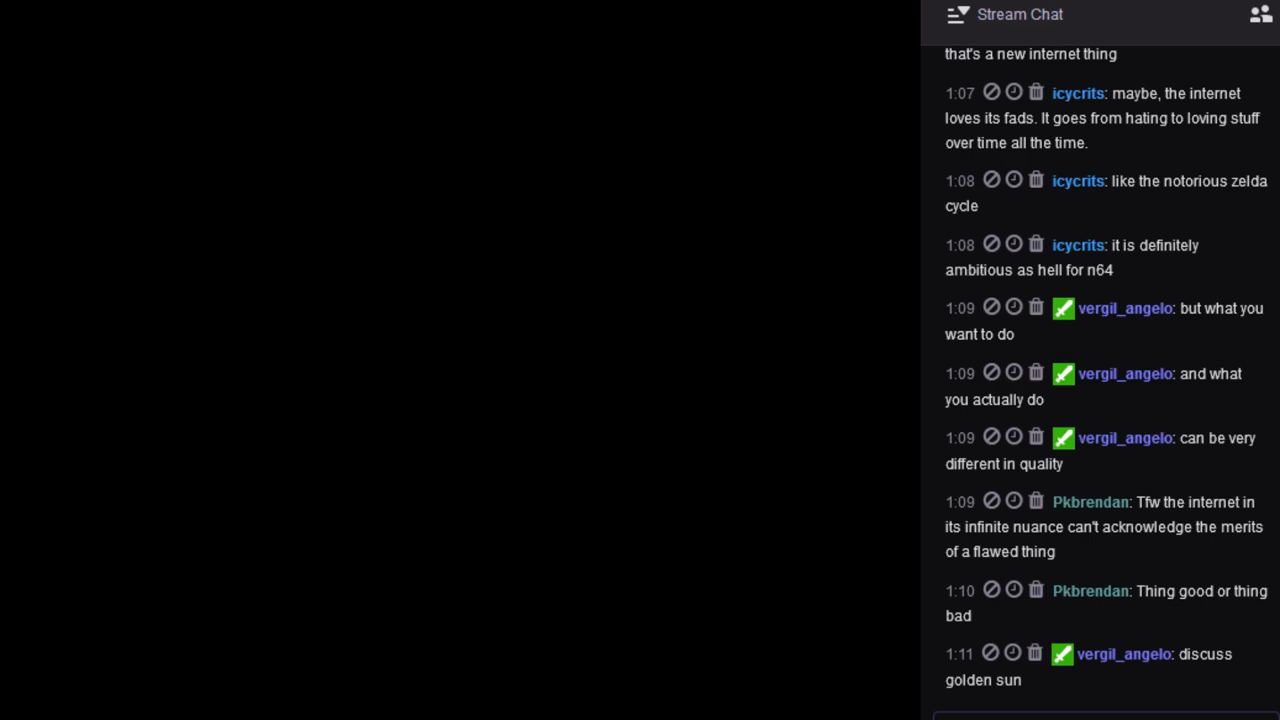 Stream Chat
that's a new internet thing
1:07 icycrits: maybe, the internet
loves its fads. It goes from hating to loving stuff
over time all the time.
1:08 icycrits: like the notorious zelda
cycle
1:08 icycrits: it is definitely
ambitious as hell for n64
1:09 vergil_angelo: but what you
want to do
1:09 vergil_angelo: and what
you actually do
1:09 vergil_angelo: can be very
different in quality
1:09 Pkbrendan: Tfw the internet in
its infinite nuance can't acknowledge the merits
of a flawed thing
1:10 Pkbrendan: Thing good or thing
bad
1:11 vergil_angelo: discuss
golden sun